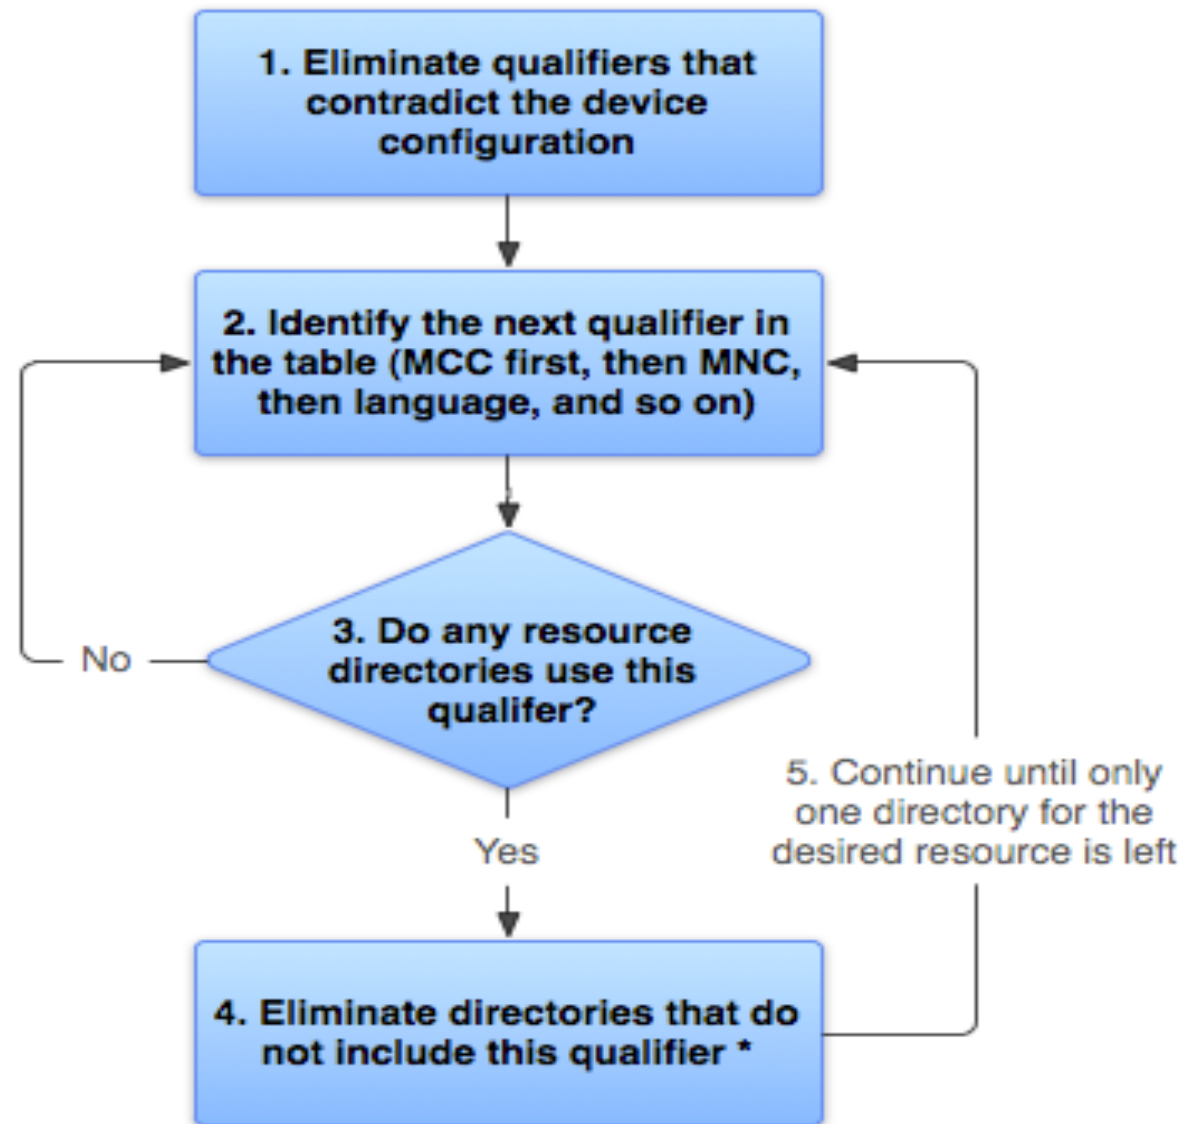 1. Eliminate qualifiers that
contradict the device
configuration
2. Identify the next qualifier in
the table (MCC first, then MNC,
then language, and so on)
3. Do any resource
directories use this
qualifer?
No
Yes
5. Continue until only
one directory for the
desired resource is left
4. Eliminate directories that do
not include this qualifier *